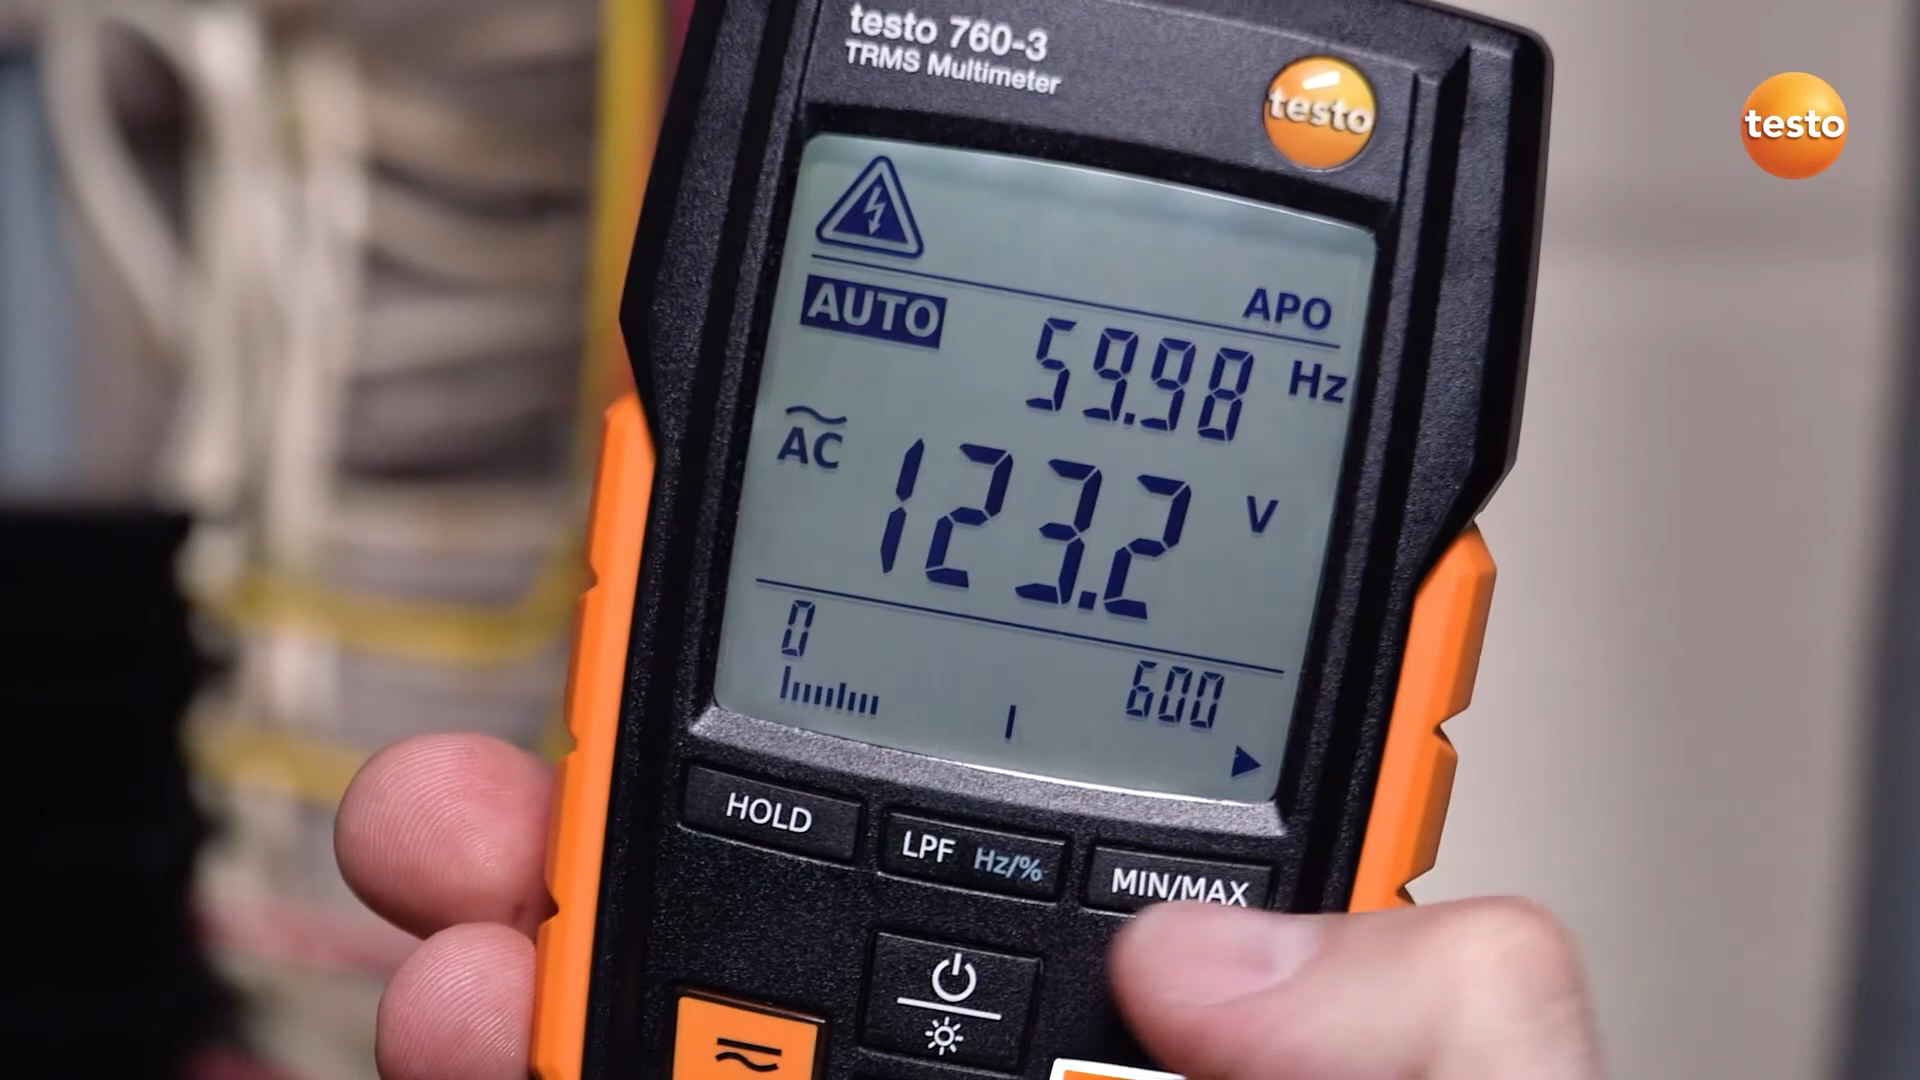 testo 760-3
TRMS Multimeter
testo
testo
APO
AUTO
59.98 Hz
AC 123.2 V
0
600
HOLD
LPF Hz/%
MIN/MAX